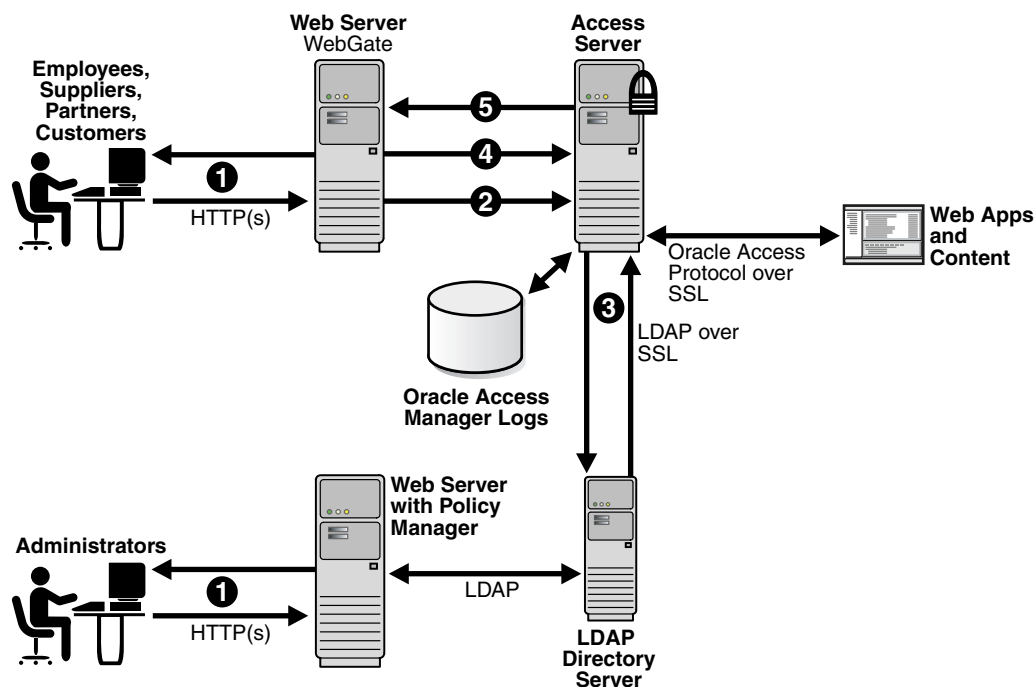 Web Server
WebGate
Access
Server
Employees,
Suppliers,
Partners,
Customers
5
4
1
2
HTTP(s)
Web Apps
and
Content
Oracle Access
Protocol over
SSL
3
LDAP over
SSL
Oracle Access
Manager Logs
Web Server
with Policy
Manager
Administrators
1
HTTP(s)
LDAP
LDAP
Directory
Server